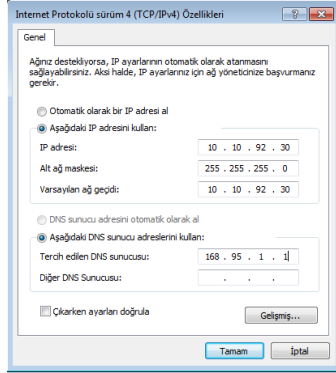 Internet Protokolü sürüm 4 (TCP/IPv4) Özellikleri
Genel
Ağınız destekliyorsa, IP ayarlarının otomatik olarak atanmasını
sağlayabilirsiniz. Aksi halde, IP ayarlarınız için ağ yöneticinize başvurmanız
gerekir.
Otomatik olarak bir IP adresi al
Aşağıdaki IP adresini kullan:
IP adresi: 10 . 10 . 92 . 30
Alt ağ maskesi: 255 . 255 . 255 . 0
Varsayılan ağ geçidi: 10 . 10 . 92 . 30
DNS sunucu adresini otomatik olarak al
Aşağıdaki DNS sunucu adreslerini kullan:
Tercih edilen DNS sunucusu: 168 . 95 . 1 . 1
Diğer DNS Sunucusu: . . .
Çıkarken ayarları doğrula
Gelişmiş...
Tamam İptal